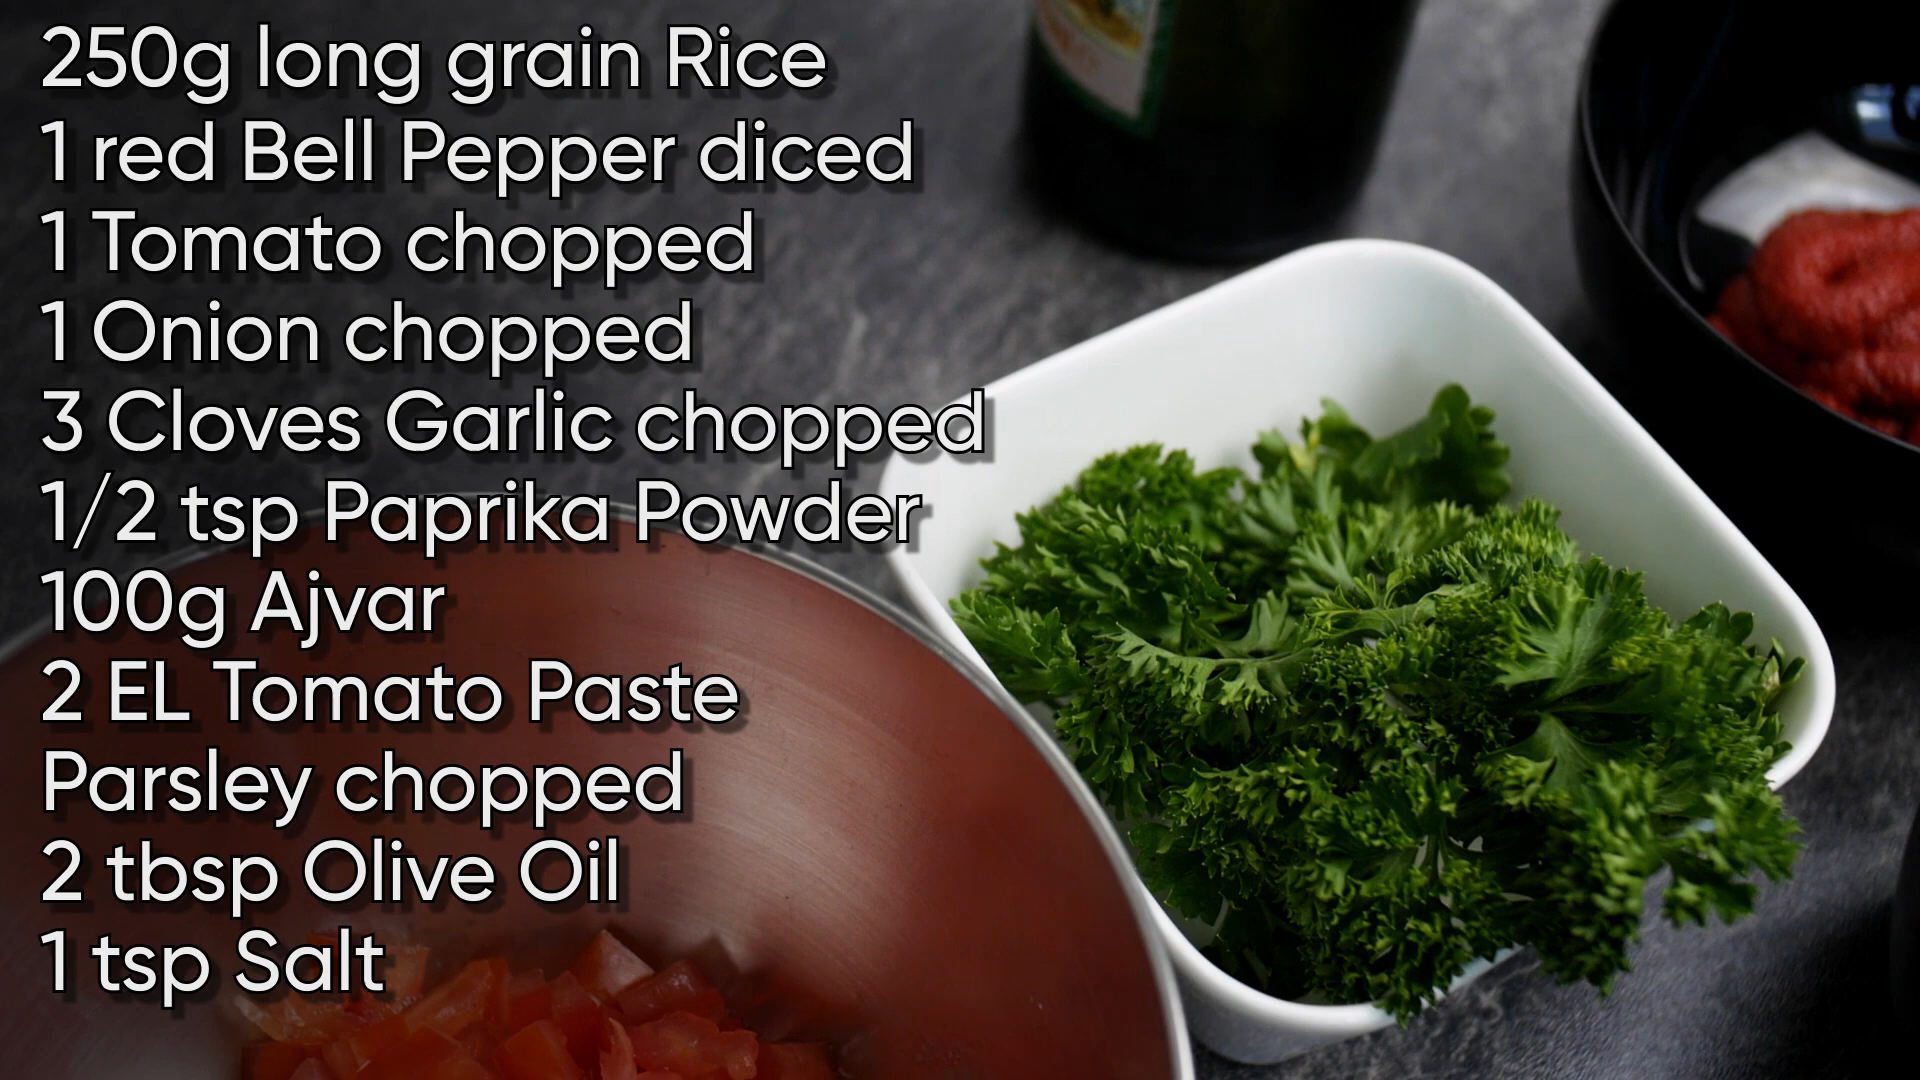 250g long grain Rice
1 red Bell Pepper diced
1 Tomato chopped
1 Onion chopped
3 Cloves Garlic chopped
1/2 tsp Paprika Powder
100g Ajvar
2 EL Tomato Paste
Parsley chopped
2 tbsp Olive Oil
1 tsp Salt